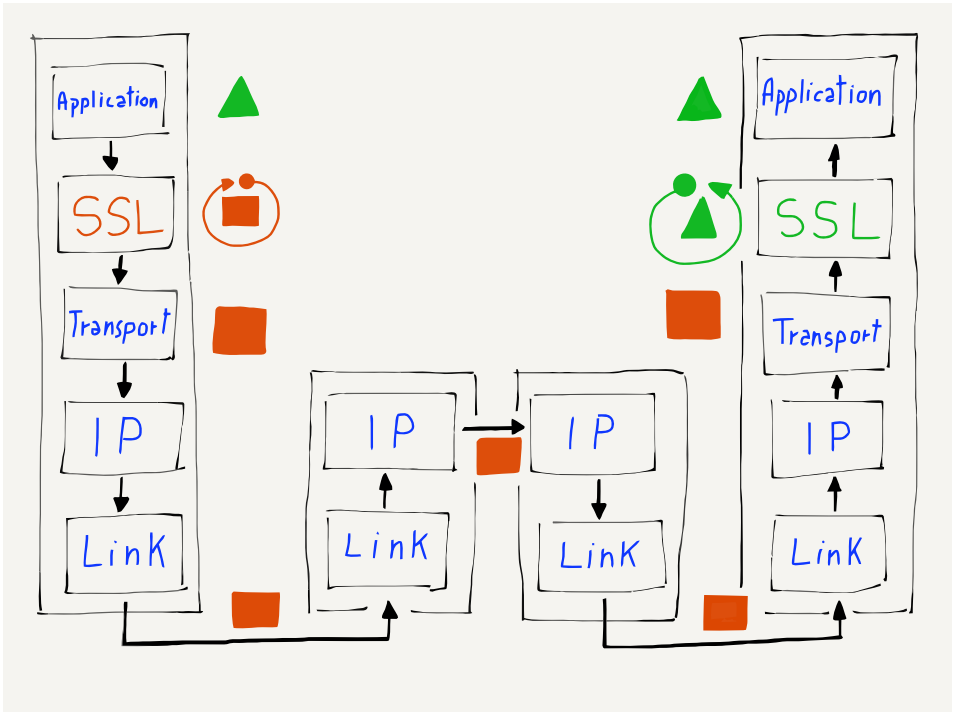 Application
SSL
Transport
IP
Link
IP
Link
IP
Link
Application
SSL
Transport
IP
Link